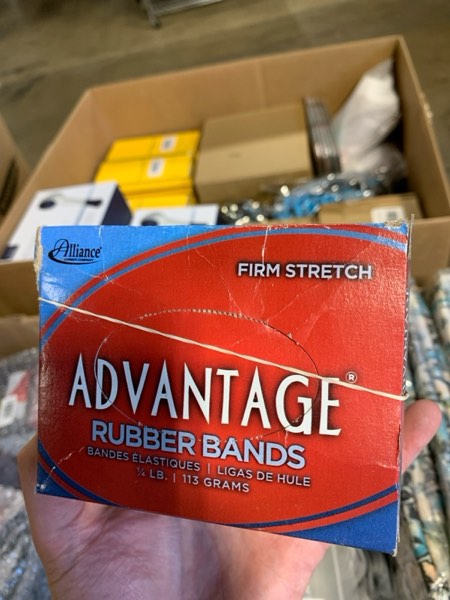 Alliance®
FIRM STRETCH
ADVANTAGE®
RUBBER BANDS
BANDES ÉLASTIQUES | LIGAS DE HULE
¼ LB. | 113 GRAMS